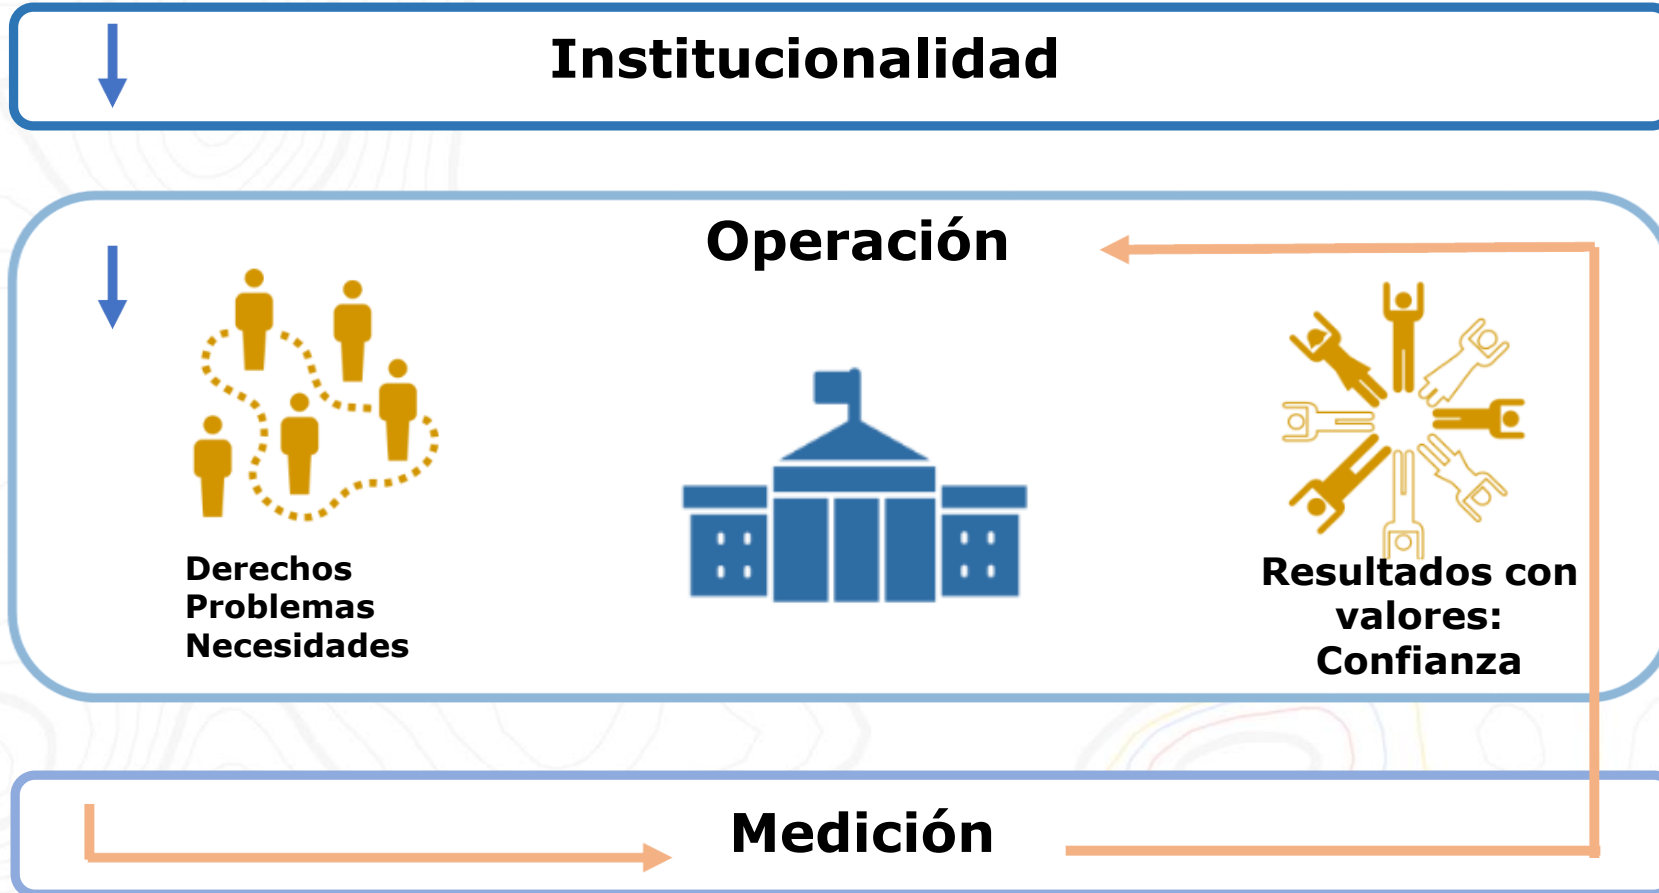 Institucionalidad
Operación
Derechos
Problemas
Necesidades
Resultados con
valores:
Confianza
Medición